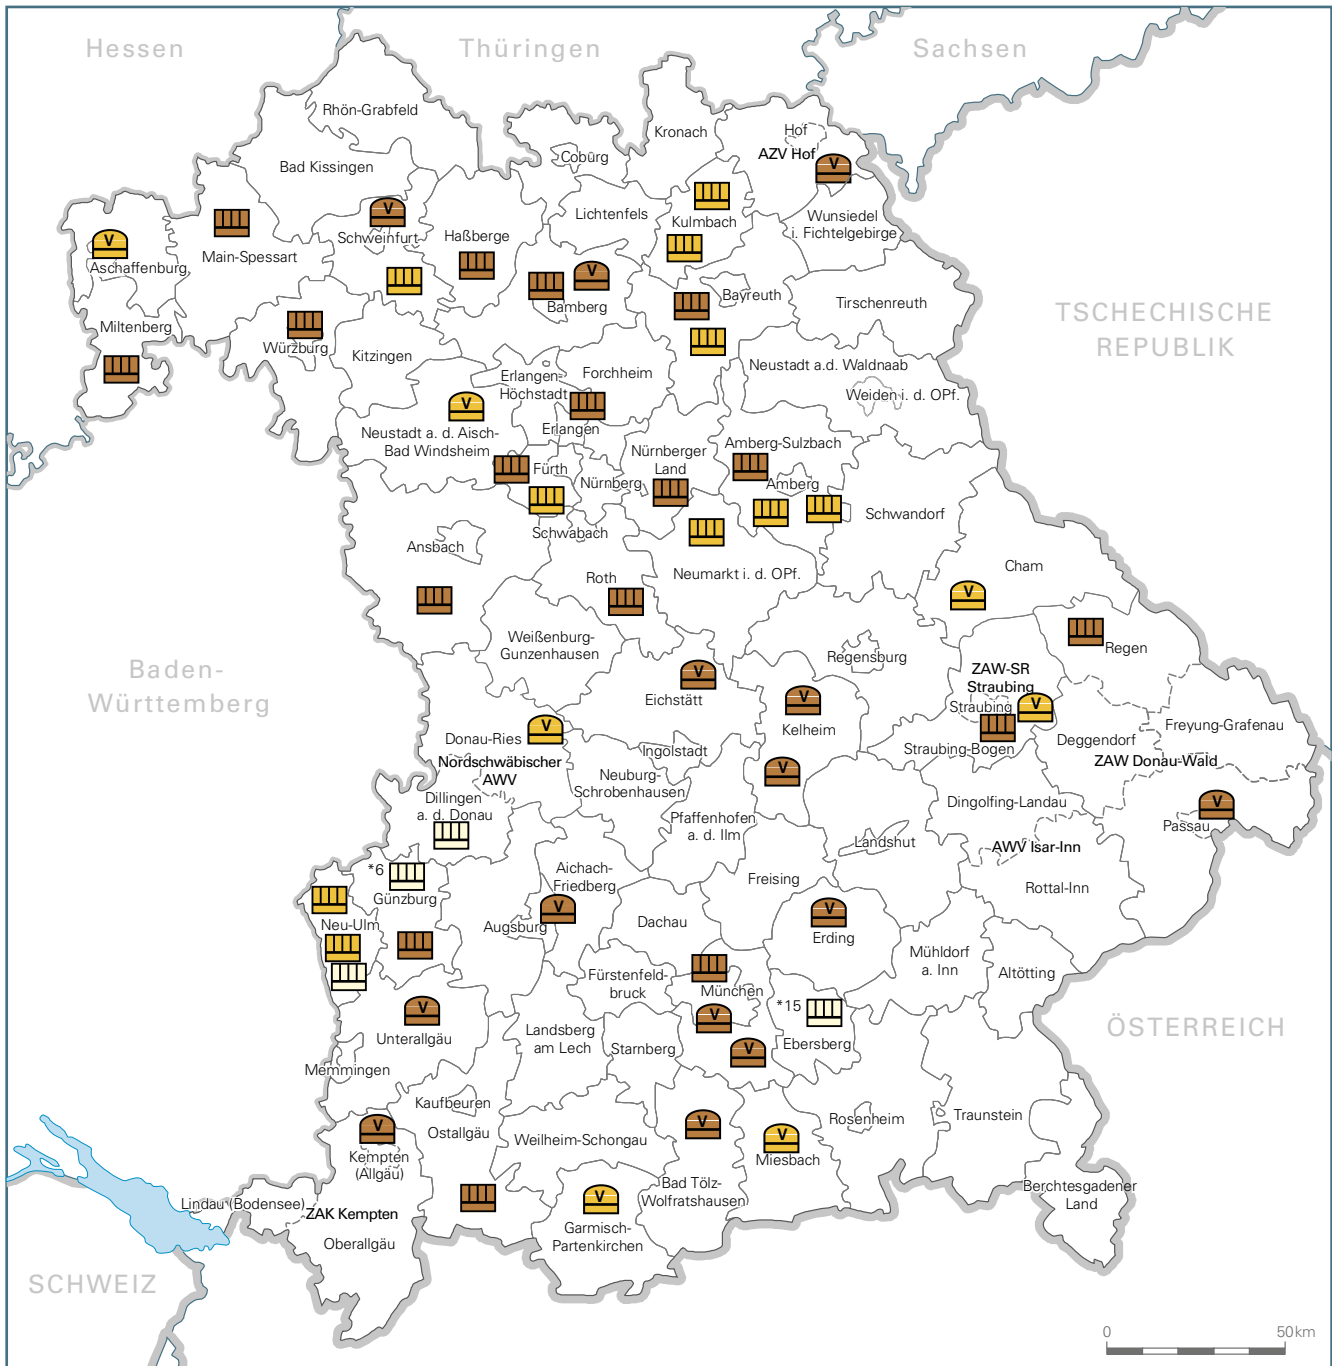 Hessen
Thüringen
Sachsen
Rhön-Grabfeld
Kronach
Hof
AZV Hof
V
Coburg
Bad Kissingen
Lichtenfels
Kulmbach
Wunsiedel
i. Fichtelgebirge
V
Schweinfurt
Haßberge
V
Aschaffenburg
Main-Spessart
V
Bamberg
Bayreuth
Tirschenreuth
TSCHECHISCHE
REPUBLIK
Miltenberg
Würzburg
Kitzingen
Erlangen-
Höchstadt
Forchheim
Neustadt a.d. Waldnaab
Weiden i. d. OPf.
V
Neustadt a. d. Aisch-
Bad Windsheim
Erlangen
Nürnberger
Land
Amberg-Sulzbach
Fürth
Nürnberg
Amberg
Schwandorf
Ansbach
Schwabach
Roth
Neumarkt i. d. OPf.
Cham
V
Weißenburg-
Gunzenhausen
Regensburg
Regen
Baden-
Württemberg
V
Eichstätt
V
Kelheim
ZAW-SR
Straubing
Straubing
V
Straubing-Bogen
Deggendorf
Freyung-Grafenau
ZAW Donau-Wald
V
Donau-Ries
Nordschwäbischer
AWV
Ingolstadt
Neuburg-
Schrobenhausen
V
Dillingen
a. d. Donau
Pfaffenhofen
a. d. Ilm
Dingolfing-Landau
V
Passau
Landshut
AWV Isar-Inn
Rottal-Inn
*6
Günzburg
Aichach-
Friedberg
Freising
Neu-Ulm
Augsburg
V
Dachau
V
Erding
Mühldorf
a. Inn
Altötting
Fürstenfeld-
bruck
München
V
V
*15
Ebersberg
V
Unterallgäu
Landsberg
am Lech
Starnberg
ÖSTERREICH
Memmingen
Kaufbeuren
Ostallgäu
V
Kempten
(Allgäu)
Weilheim-Schongau
V
V
Miesbach
Rosenheim
Traunstein
Bad Tölz-
Wolfratshausen
Berchtesgadener
Land
Lindau (Bodensee)
ZAK Kempten
Oberallgäu
V
Garmisch-
Partenkirchen
SCHWEIZ
0
50 km